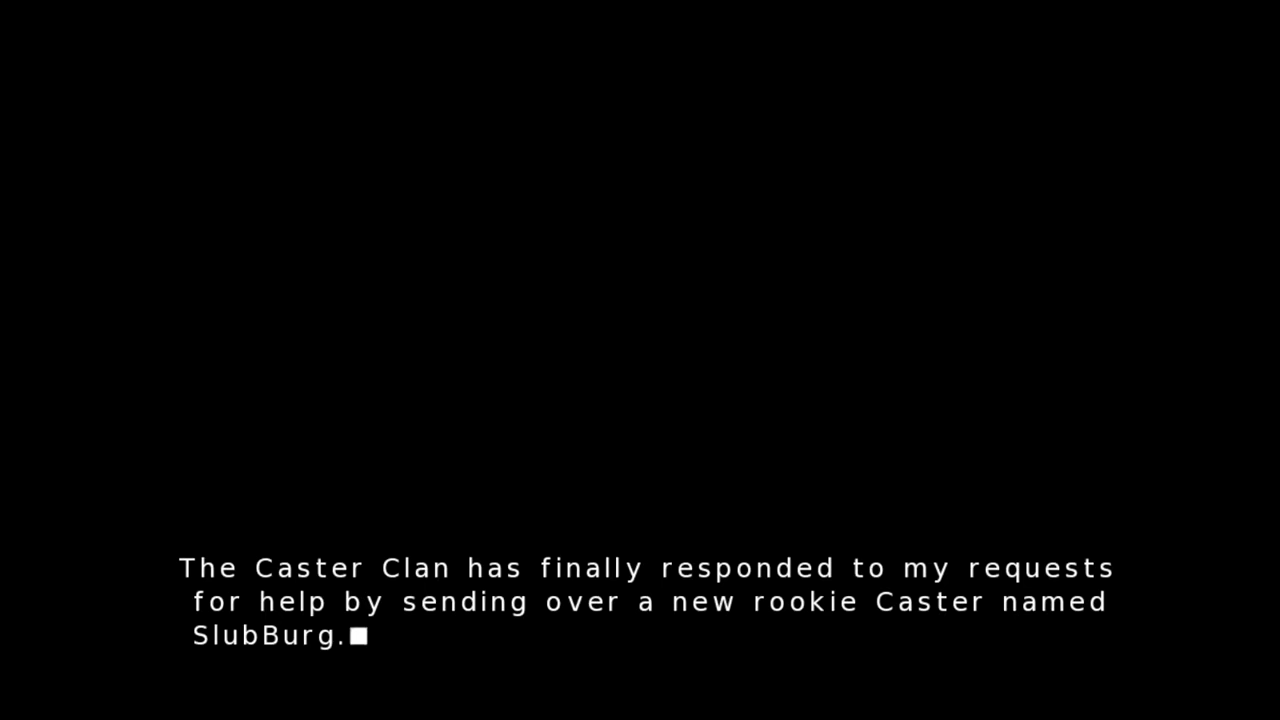 The Caster Clan has finally responded to my requests
for help by sending over a new rookie Caster named
SlubBurg.